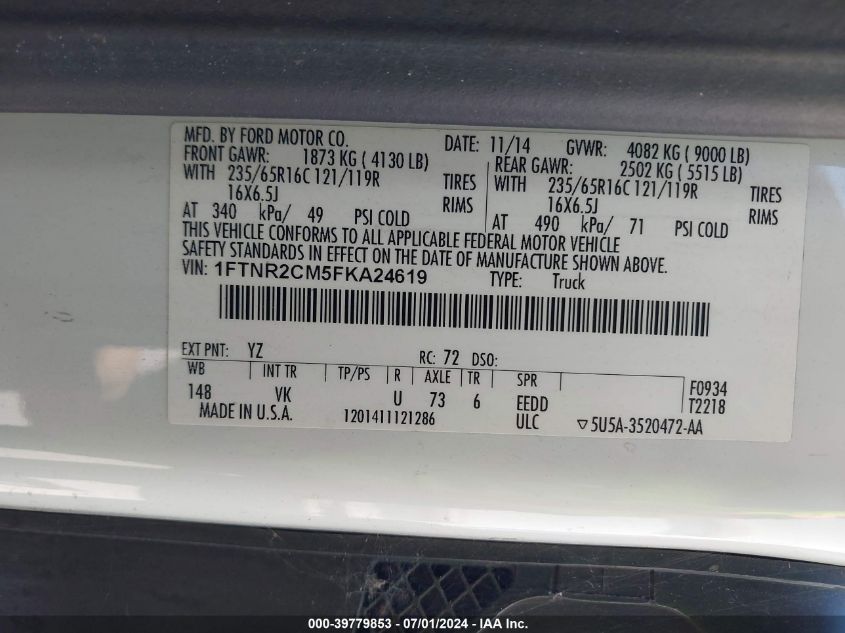 MFD. BY FORD MOTOR CO. DATE: 11/14 GVWR: 4082 KG ( 9000 LB)
FRONT GAWR: 1873 KG ( 4130 LB) REAR GAWR: 2502 KG ( 5515 LB)
WITH 235/65R16C 121/119R TIRES WITH 235/65R16C 121/119R TIRES
16X6.5J RIMS 16X6.5J RIMS
AT 340 kPa/ 49 PSI COLD AT 490 kPa/ 71 PSI COLD
THIS VEHICLE CONFORMS TO ALL APPLICABLE FEDERAL MOTOR VEHICLE
SAFETY STANDARDS IN EFFECT ON THE DATE OF MANUFACTURE SHOWN ABOVE.
VIN: 1FTNR2CM5FKA24619 TYPE: Truck
EXT PNT: YZ RC: 72 DSO:
WB INT TR TP/PS R AXLE TR SPR F0934
148 VK U 73 6 EEDD T2218
MADE IN U.S.A. 1201411121286 ULC ▽5U5A-3520472-AA
000-39779853 - 07/01/2024 - IAA Inc.